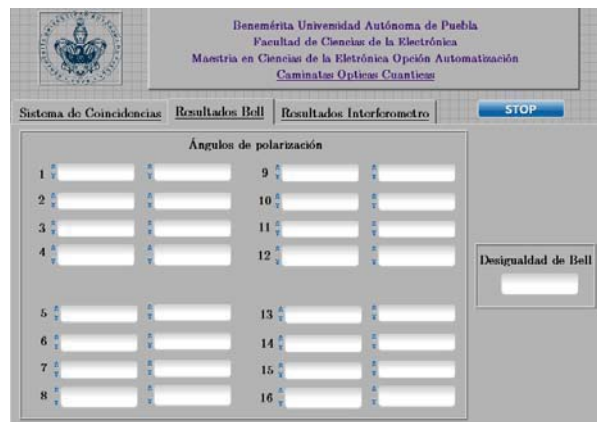 Benemérita Universidad Autónoma de Puebla
Facultad de Ciencias de la Electrónica
Maestria en Ciencias de la Eletrónica Opción Automatización
Caminatas Opticas Cuanticas
Sistema de Coincidencias Resultados Bell Resultados Interferometro STOP
Ángulos de polarización
1 9
2 10
3 11
4 12
Desigualdad de Bell
5 13
6 14
7 15
8 16